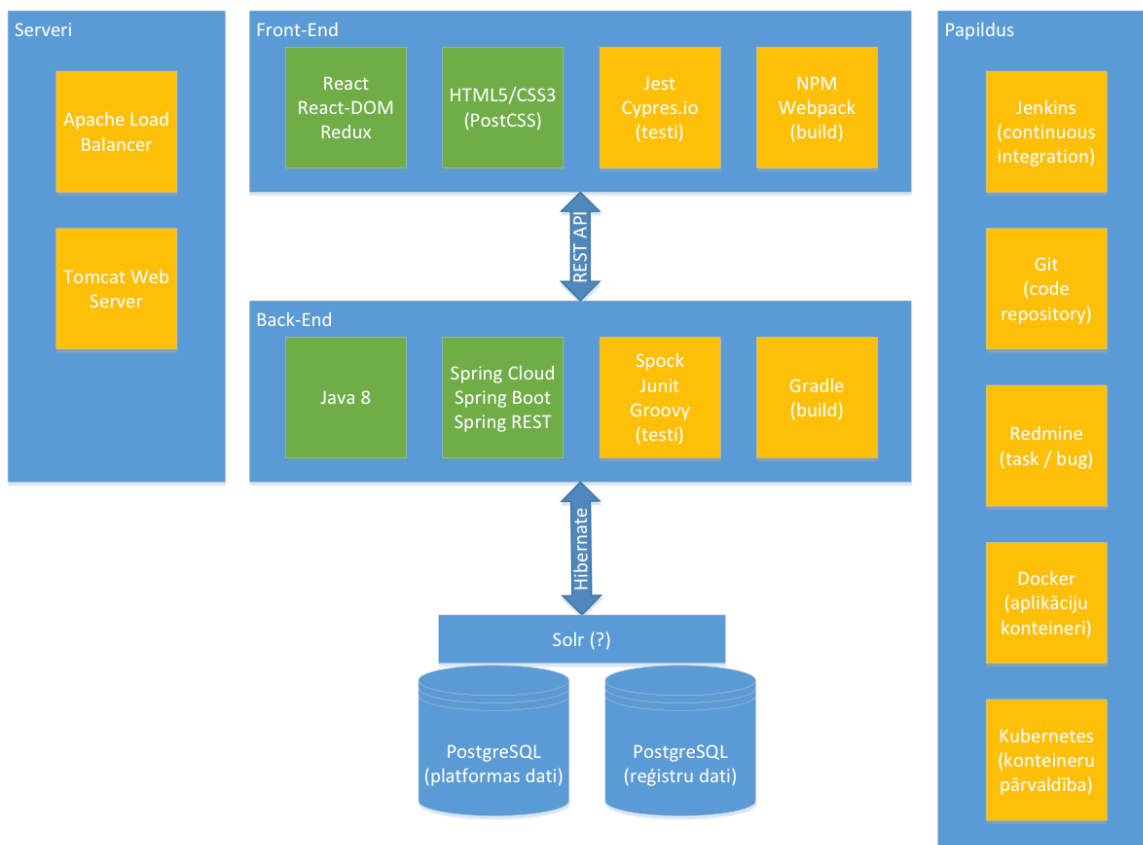 Serveri
Apache Load
Balancer
Tomcat Web
Server
Front-End
React
React-DOM
Redux
HTML5/CSS3
(PostCSS)
Jest
Cypres.io
(testi)
NPM
Webpack
(build)
REST API
Back-End
Java 8
Spring Cloud
Spring Boot
Spring REST
Spock
Junit
Groovy
(testi)
Gradle
(build)
Hibernate
Solr (?)
PostgreSQL
(platformas dati)
PostgreSQL
(reģistru dati)
Papildus
Jenkins
(continuous
integration)
Git
(code
repository)
Redmine
(task / bug)
Docker
(aplikāciju
konteineri)
Kubernetes
(konteineru
pārvaldība)